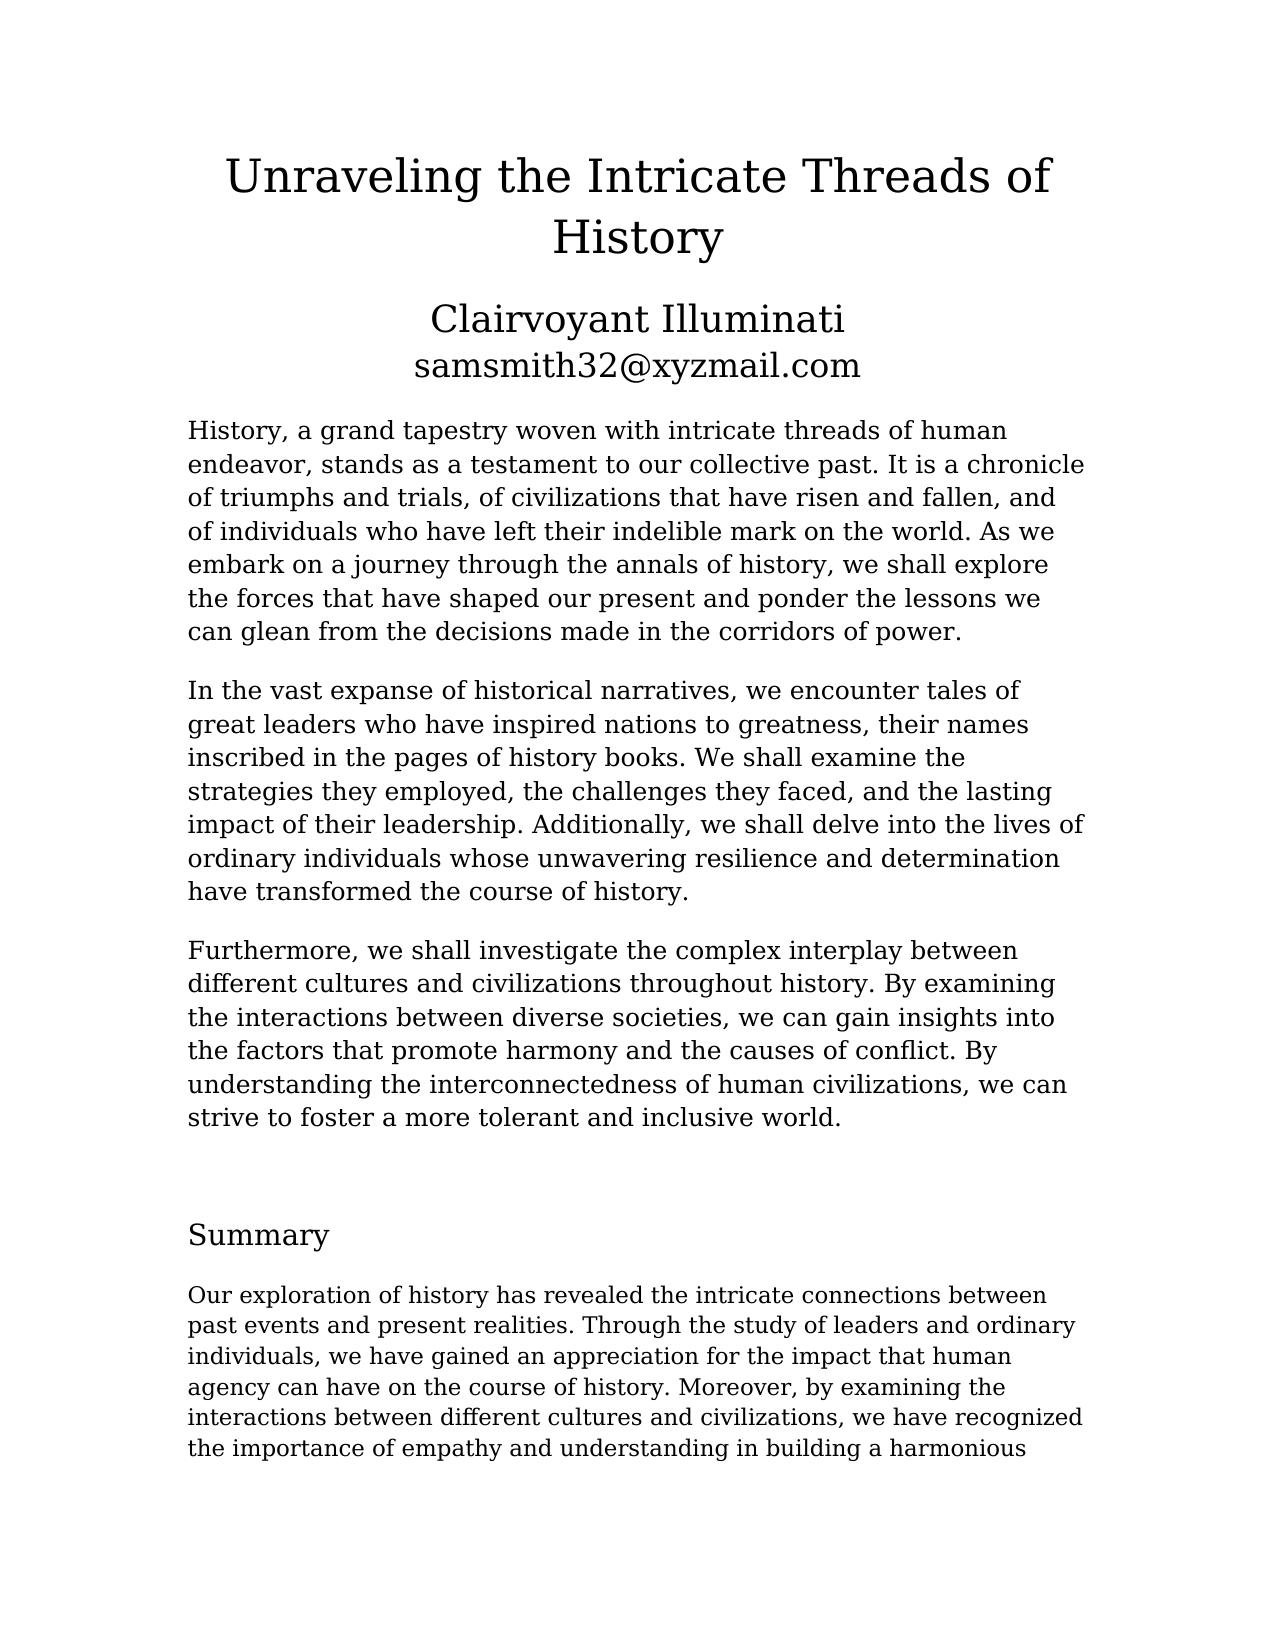 Unraveling the Intricate Threads of
History
Clairvoyant Illuminati
samsmith32@xyzmail.com
History, a grand tapestry woven with intricate threads of human
endeavor, stands as a testament to our collective past. It is a chronicle
of triumphs and trials, of civilizations that have risen and fallen, and
of individuals who have left their indelible mark on the world. As we
embark on a journey through the annals of history, we shall explore
the forces that have shaped our present and ponder the lessons we
can glean from the decisions made in the corridors of power.
In the vast expanse of historical narratives, we encounter tales of
great leaders who have inspired nations to greatness, their names
inscribed in the pages of history books. We shall examine the
strategies they employed, the challenges they faced, and the lasting
impact of their leadership. Additionally, we shall delve into the lives of
ordinary individuals whose unwavering resilience and determination
have transformed the course of history.
Furthermore, we shall investigate the complex interplay between
different cultures and civilizations throughout history. By examining
the interactions between diverse societies, we can gain insights into
the factors that promote harmony and the causes of conflict. By
understanding the interconnectedness of human civilizations, we can
strive to foster a more tolerant and inclusive world.
Summary
Our exploration of history has revealed the intricate connections between
past events and present realities. Through the study of leaders and ordinary
individuals, we have gained an appreciation for the impact that human
agency can have on the course of history. Moreover, by examining the
interactions between different cultures and civilizations, we have recognized
the importance of empathy and understanding in building a harmonious